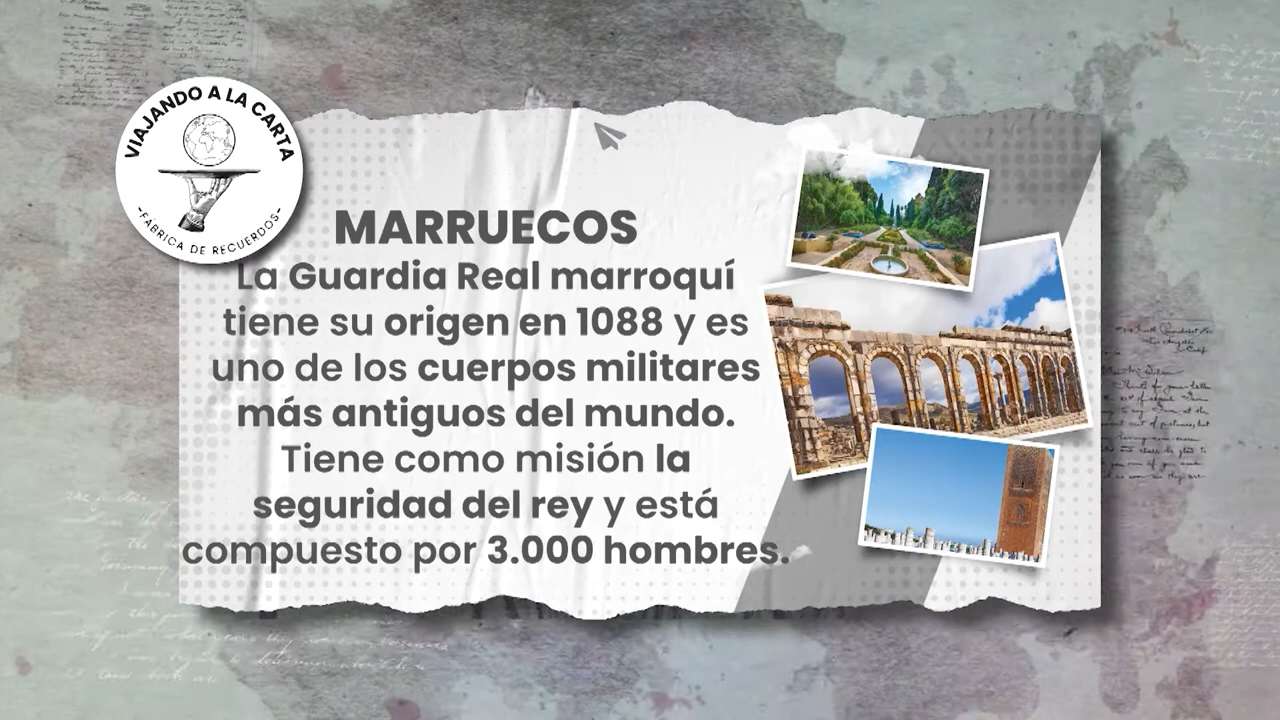 VIAJANDO A LA CARTA
-FÁBRICA DE RECUERDOS-
MARRUECOS
La Guardia Real marroquí
tiene su origen en 1088 y es
uno de los cuerpos militares
más antiguos del mundo.
Tiene como misión la
seguridad del rey y está
compuesto por 3.000 hombres.